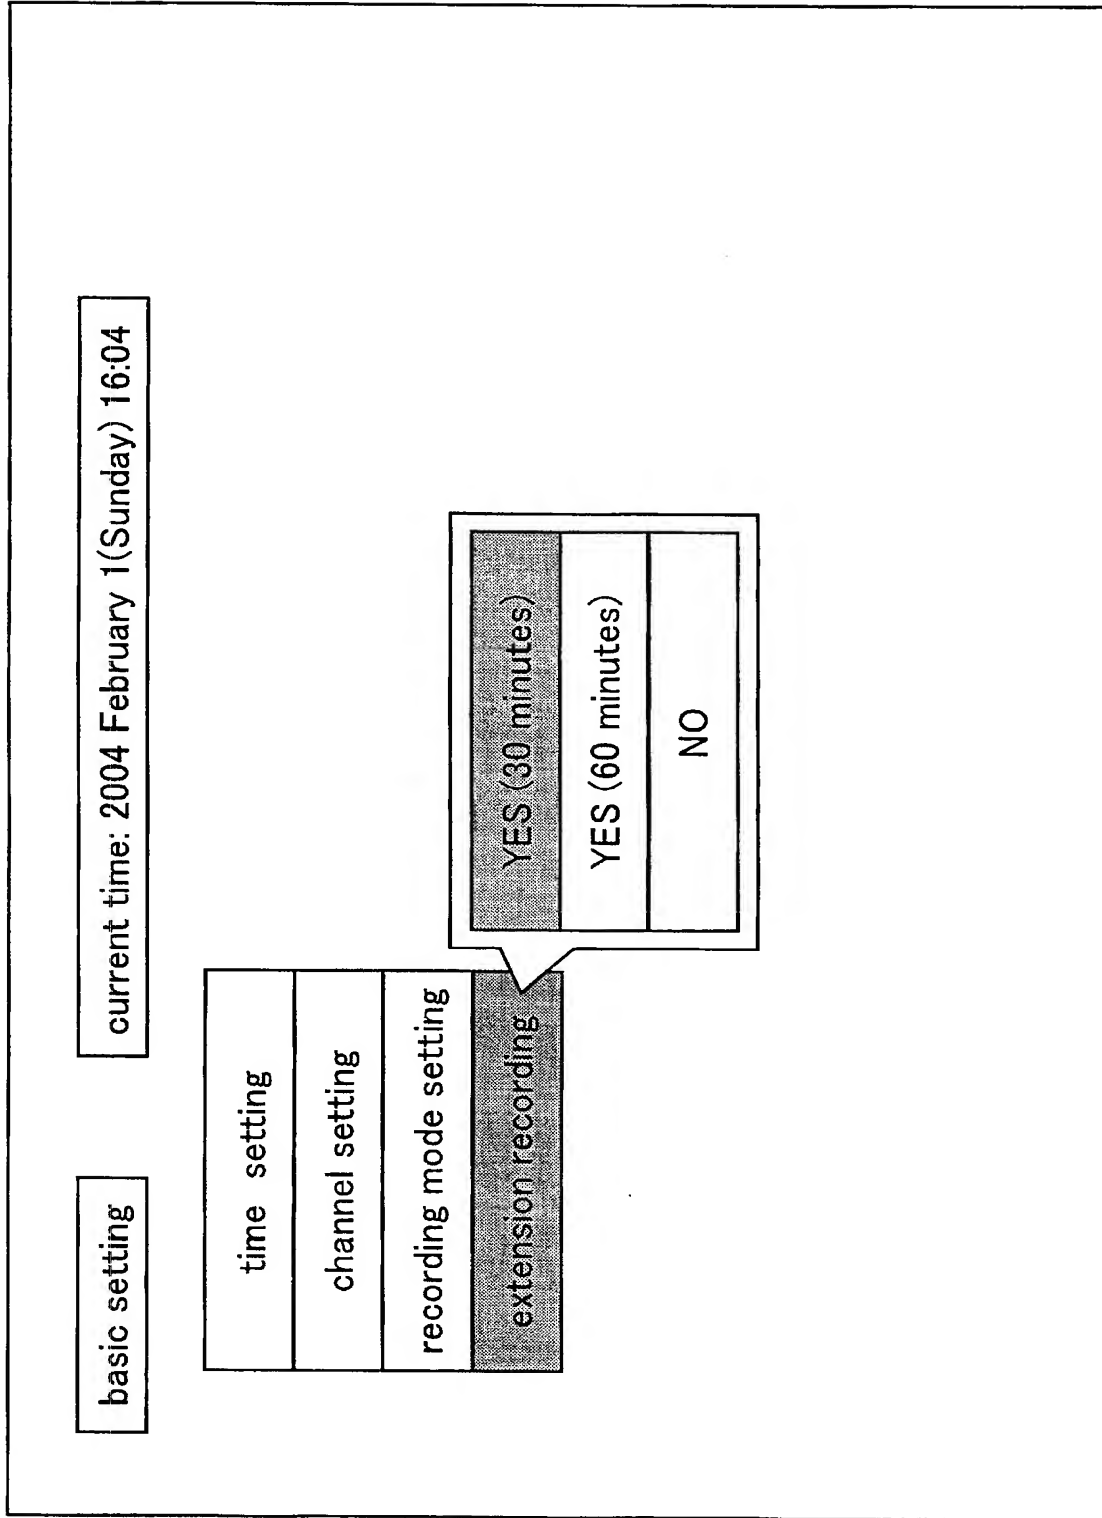 basic setting
current time: 2004 February 1(Sunday) 16:04
time setting
channel setting
recording mode setting
extension recording
YES (30 minutes)
YES (60 minutes)
NO